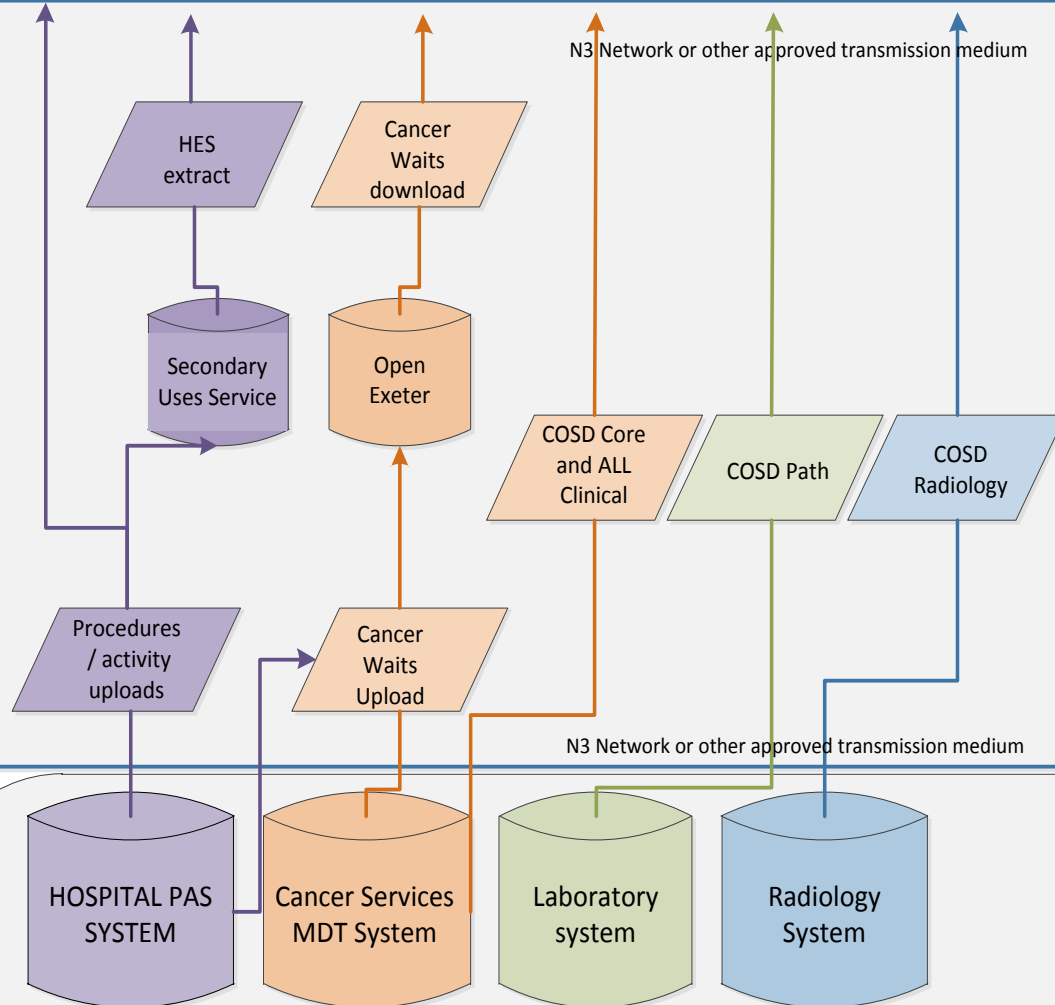 N3 Network or other approved transmission medium
HES
extract
Cancer
Waits
download
Secondary
Uses Service
Open
Exeter
COSD Core
and ALL
Clinical
COSD Path
COSD
Radiology
Procedures
/ activity
uploads
Cancer
Waits
Upload
N3 Network or other approved transmission medium
HOSPITAL PAS
SYSTEM
Cancer Services
MDT System
Laboratory
system
Radiology
System